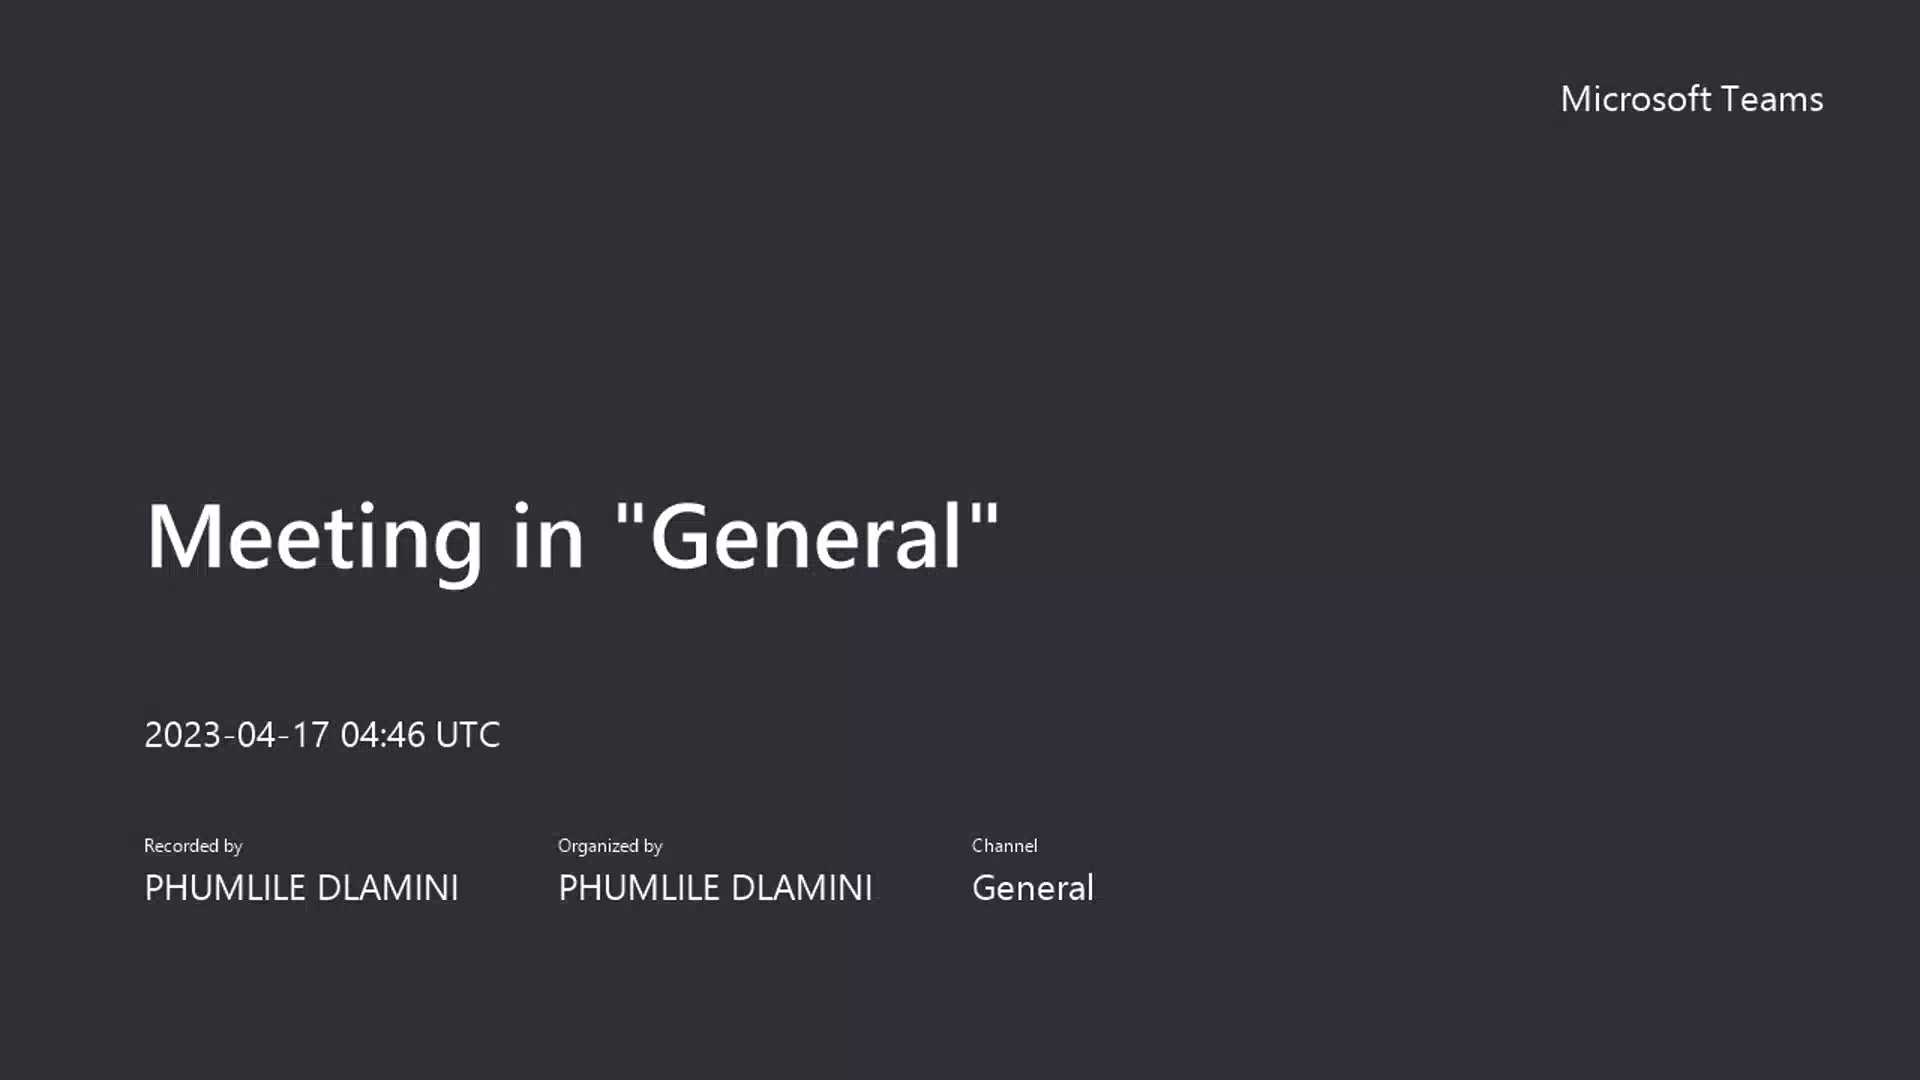 Microsoft Teams
Meeting in "General"
2023-04-17 04:46 UTC
Recorded by
PHUMLILE DLAMINI
Organized by
PHUMLILE DLAMINI
Channel
General